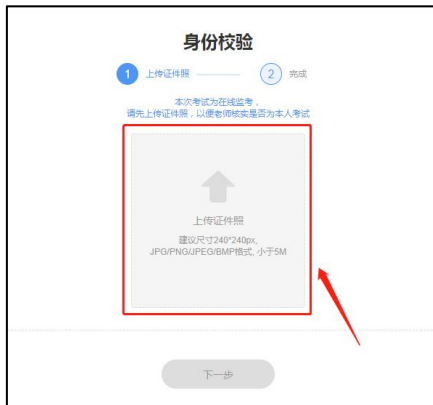 身份校验
1 上传证件照 2 完成
本次考试为在线监考，
请先上传证件照，以便老师核实是否为本人考试
上传证件照
建议尺寸240*240px,
JPG/PNG/JPEG/BMP格式, 小于5M
下一步